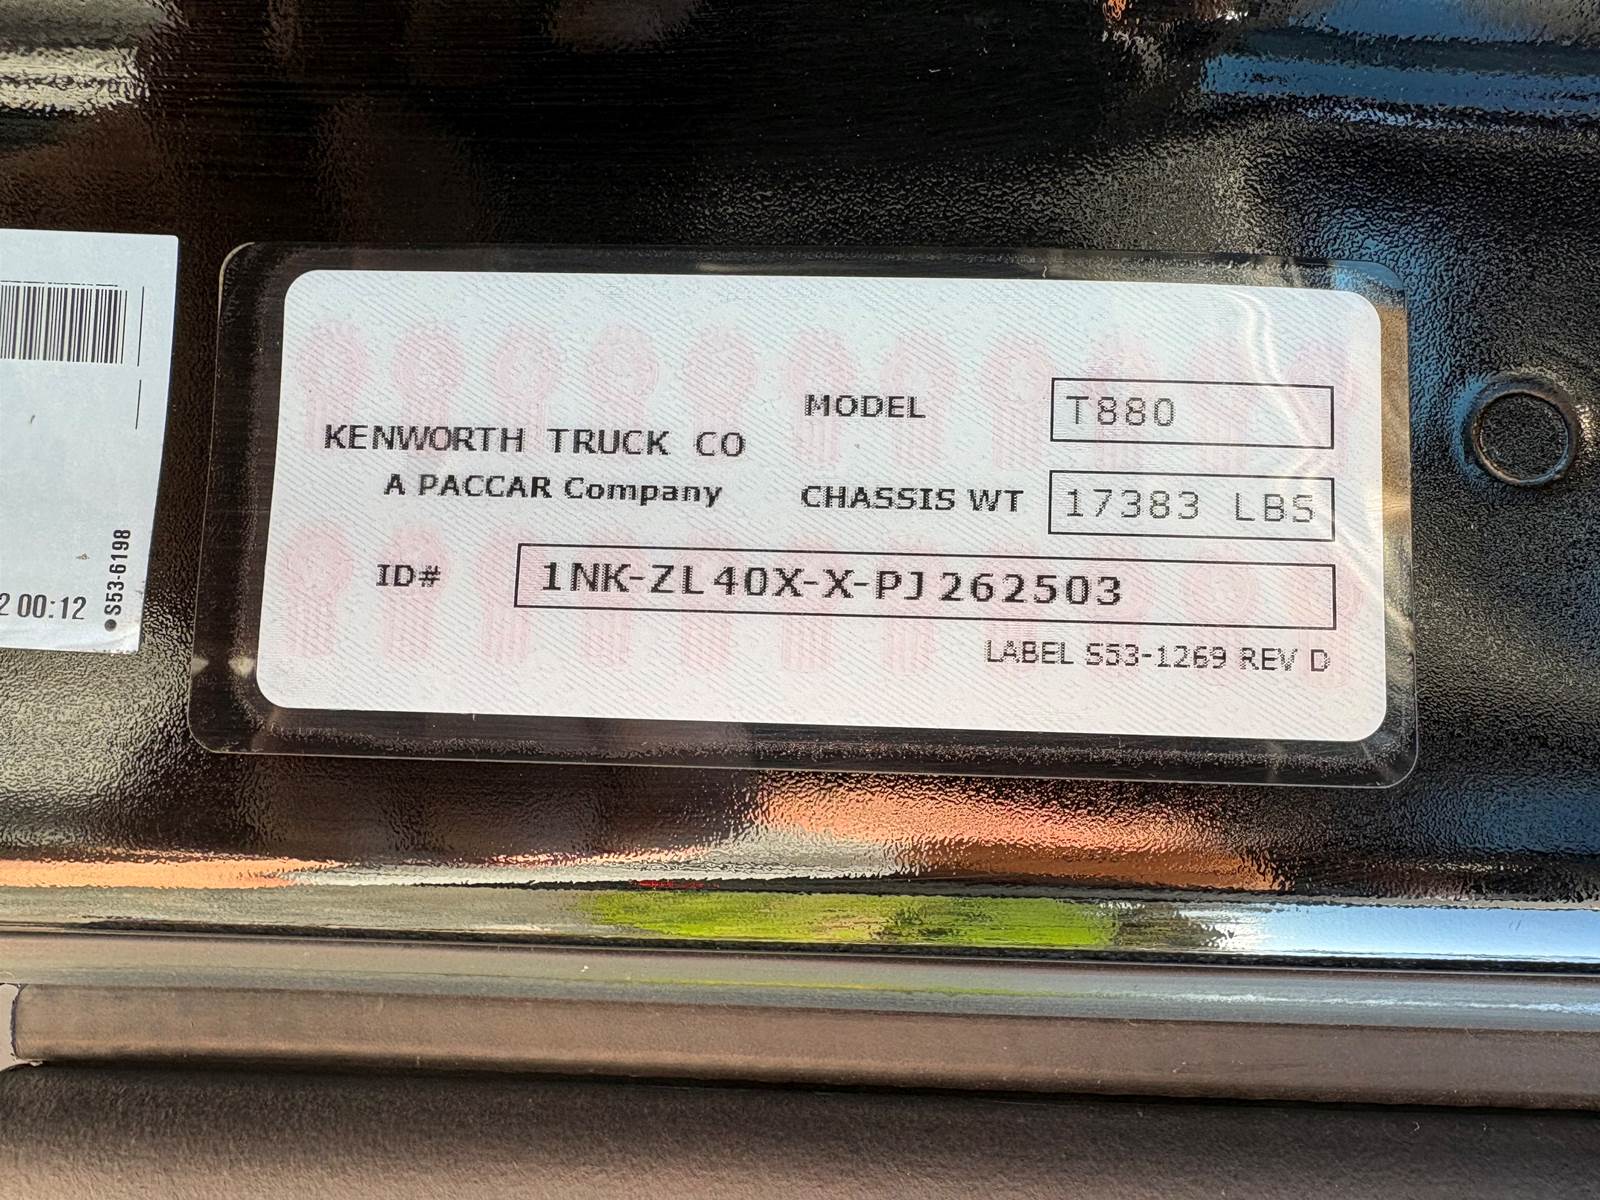 KENWORTH TRUCK CO
A PACCAR Company
MODEL T880
CHASSIS WT 17383 LBS
ID# 1NK-ZL40X-X-PJ262503
LABEL S53-1269 REV D
2 00:12
S53-6198